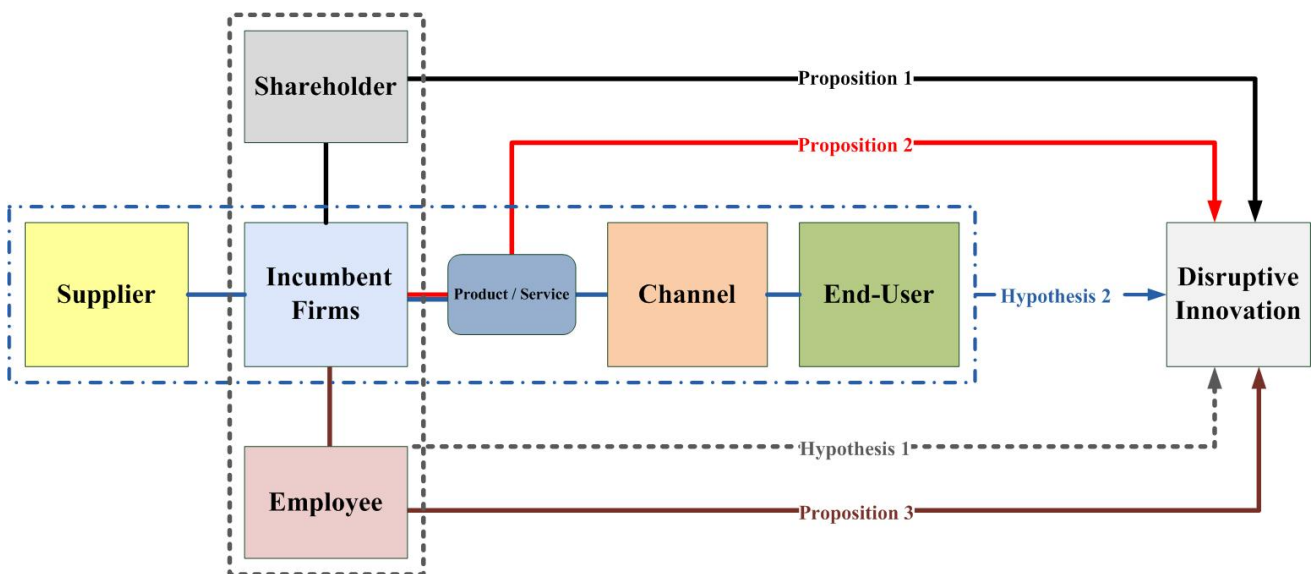 Shareholder
Proposition 1
Proposition 2
Supplier
Incumbent
Firms
Product / Service
Channel
End-User
Hypothesis 2
Disruptive
Innovation
Hypothesis 1
Employee
Proposition 3